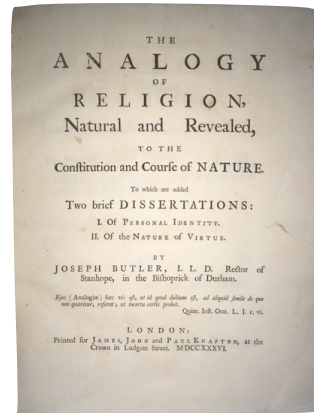 THE
ANALOGY
OF
RELIGION,
Natural and Revealed,
TO THE
Conſtitution and Courſe of NATURE.
To which are added
Two brief DISSERTATIONS:
I. Of PERSONAL IDENTITY.
II. Of the NATURE of VIRTUE.
BY
JOSEPH BUTLER, L L. D. Rector of
Stanhope, in the Biſhoprick of Durham.
Ejus (Analogiæ) hæc vis eſt, ut id quod dubium eſt, ad aliquid ſimile de quo
non quæritur, referat; ut incerta certis probet.
Quint. Inſt. Orat. L. I. c. vi.
LONDON:
Printed for JAMES, JOHN and PAUL KNAPTON, at the
Crown in Ludgate Street. MDCCXXXVI.